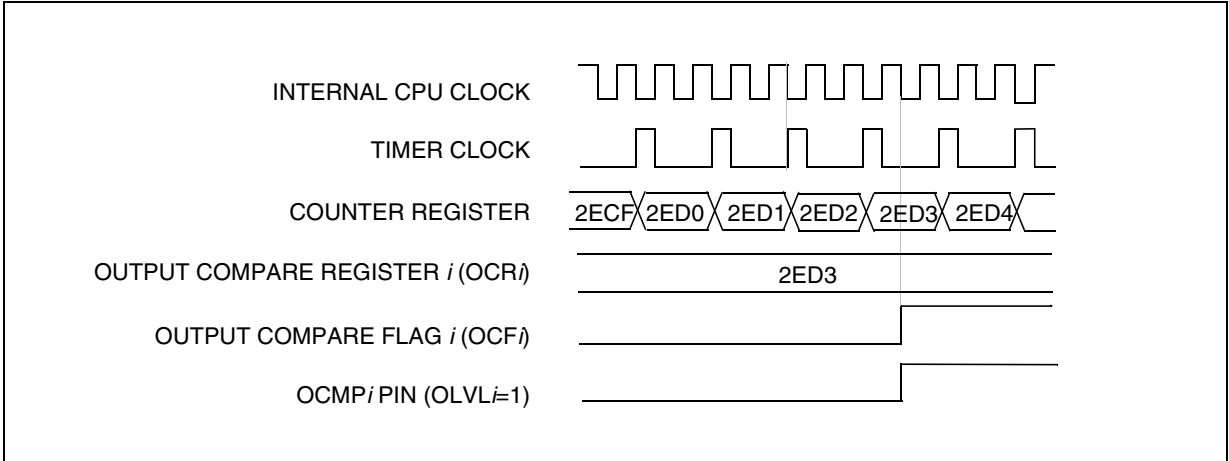 INTERNAL CPU CLOCK
TIMER CLOCK
COUNTER REGISTER 2ECF 2ED0 2ED1 2ED2 2ED3 2ED4
OUTPUT COMPARE REGISTER i (OCRi) 2ED3
OUTPUT COMPARE FLAG i (OCFi)
OCMPi PIN (OLVLi=1)